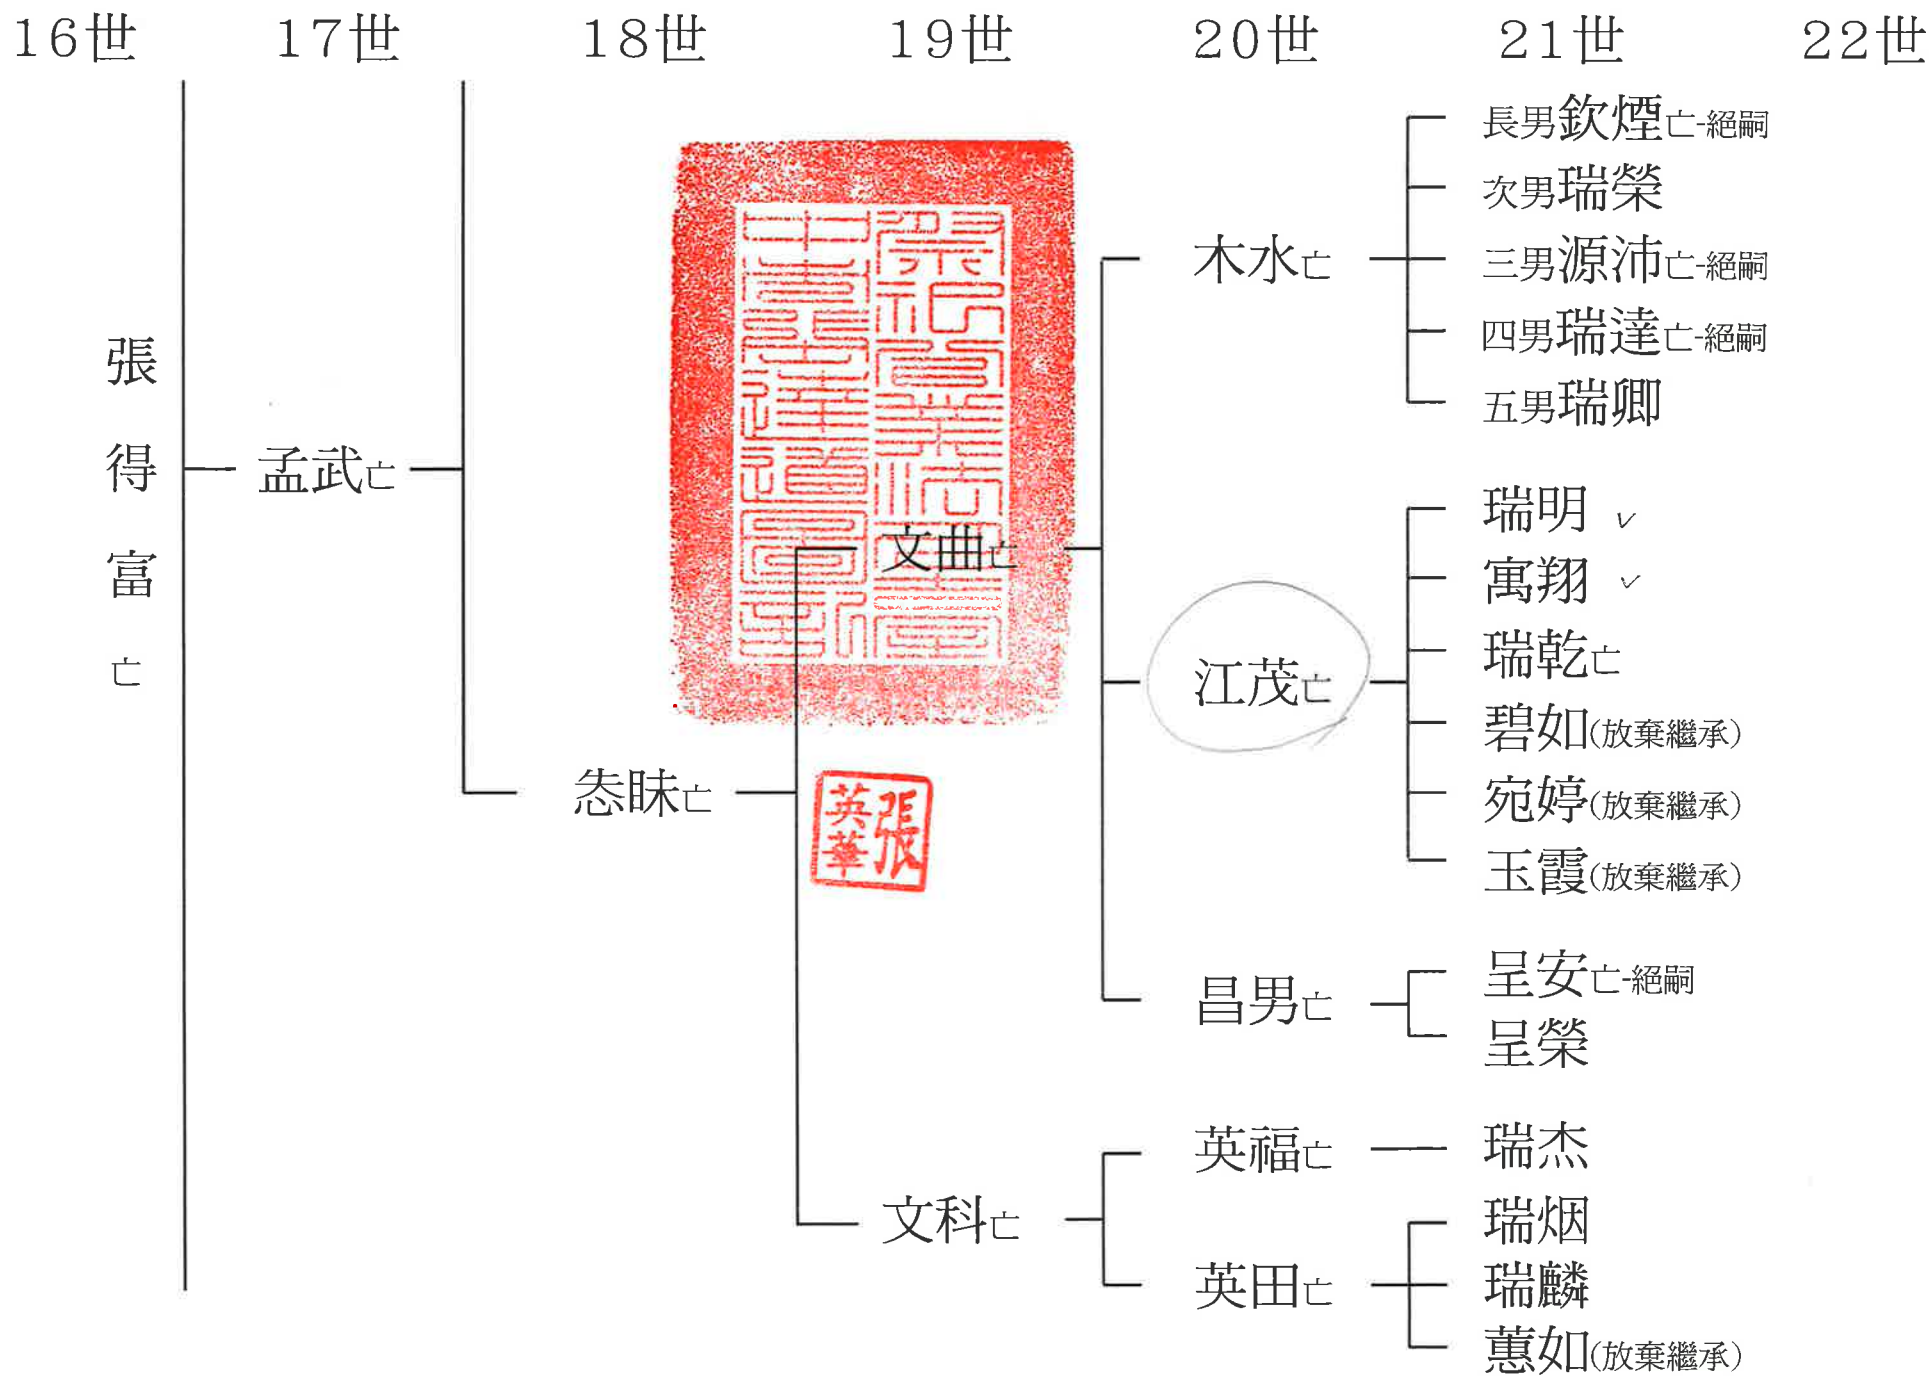 16世 17世 18世 19世 20世 21世 22世
張得富亡
孟武亡
怣眛亡
文曲亡
文科亡
木水亡
長男欽煙亡-絕嗣
次男瑞榮
三男源沛亡-絕嗣
四男瑞達亡-絕嗣
五男瑞卿
江茂亡
瑞明 ✓
寓翔 ✓
瑞乾亡
碧如(放棄繼承)
宛婷(放棄繼承)
玉霞(放棄繼承)
昌男亡
呈安亡-絕嗣
呈榮
英福亡
瑞杰
英田亡
瑞烟
瑞麟
蕙如(放棄繼承)
張英華